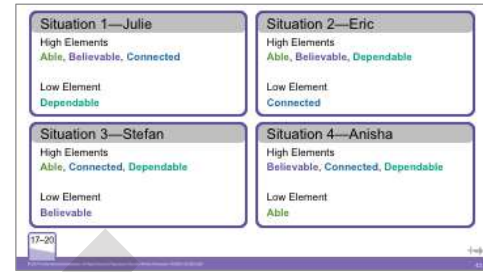 Situation 1—Julie
High Elements
Able, Believable, Connected
Low Element
Dependable
Situation 2—Eric
High Elements
Able, Believable, Dependable
Low Element
Connected
Situation 3—Stefan
High Elements
Able, Connected, Dependable
Low Element
Believable
Situation 4—Anisha
High Elements
Believable, Connected, Dependable
Low Element
Able
17–20